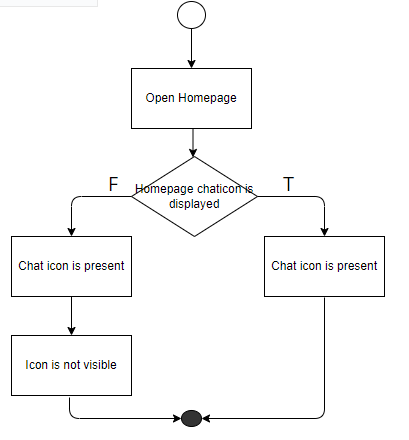 Open Homepage
F
Homepage chaticon is
displayed
T
Chat icon is present
Chat icon is present
Icon is not visible